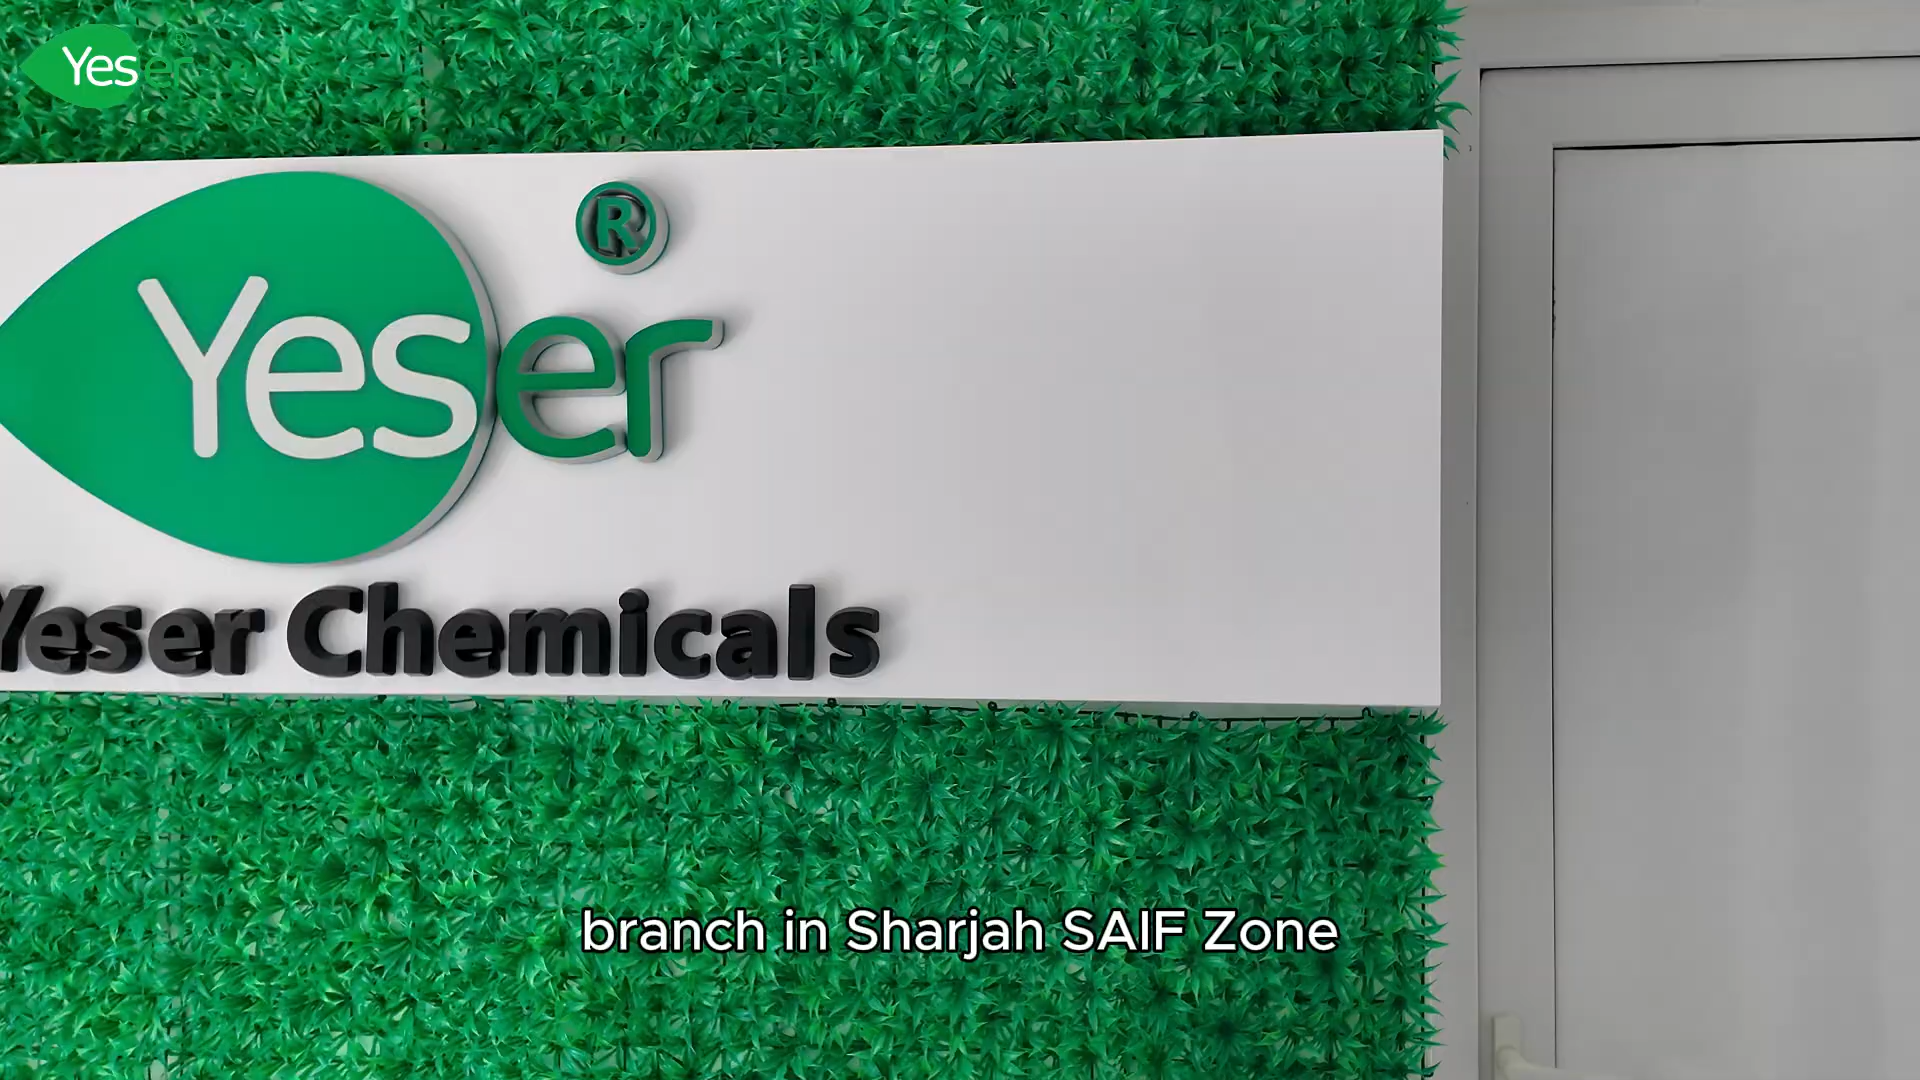 Yeser
®
Yeser
Yeser Chemicals
branch in Sharjah SAIF Zone